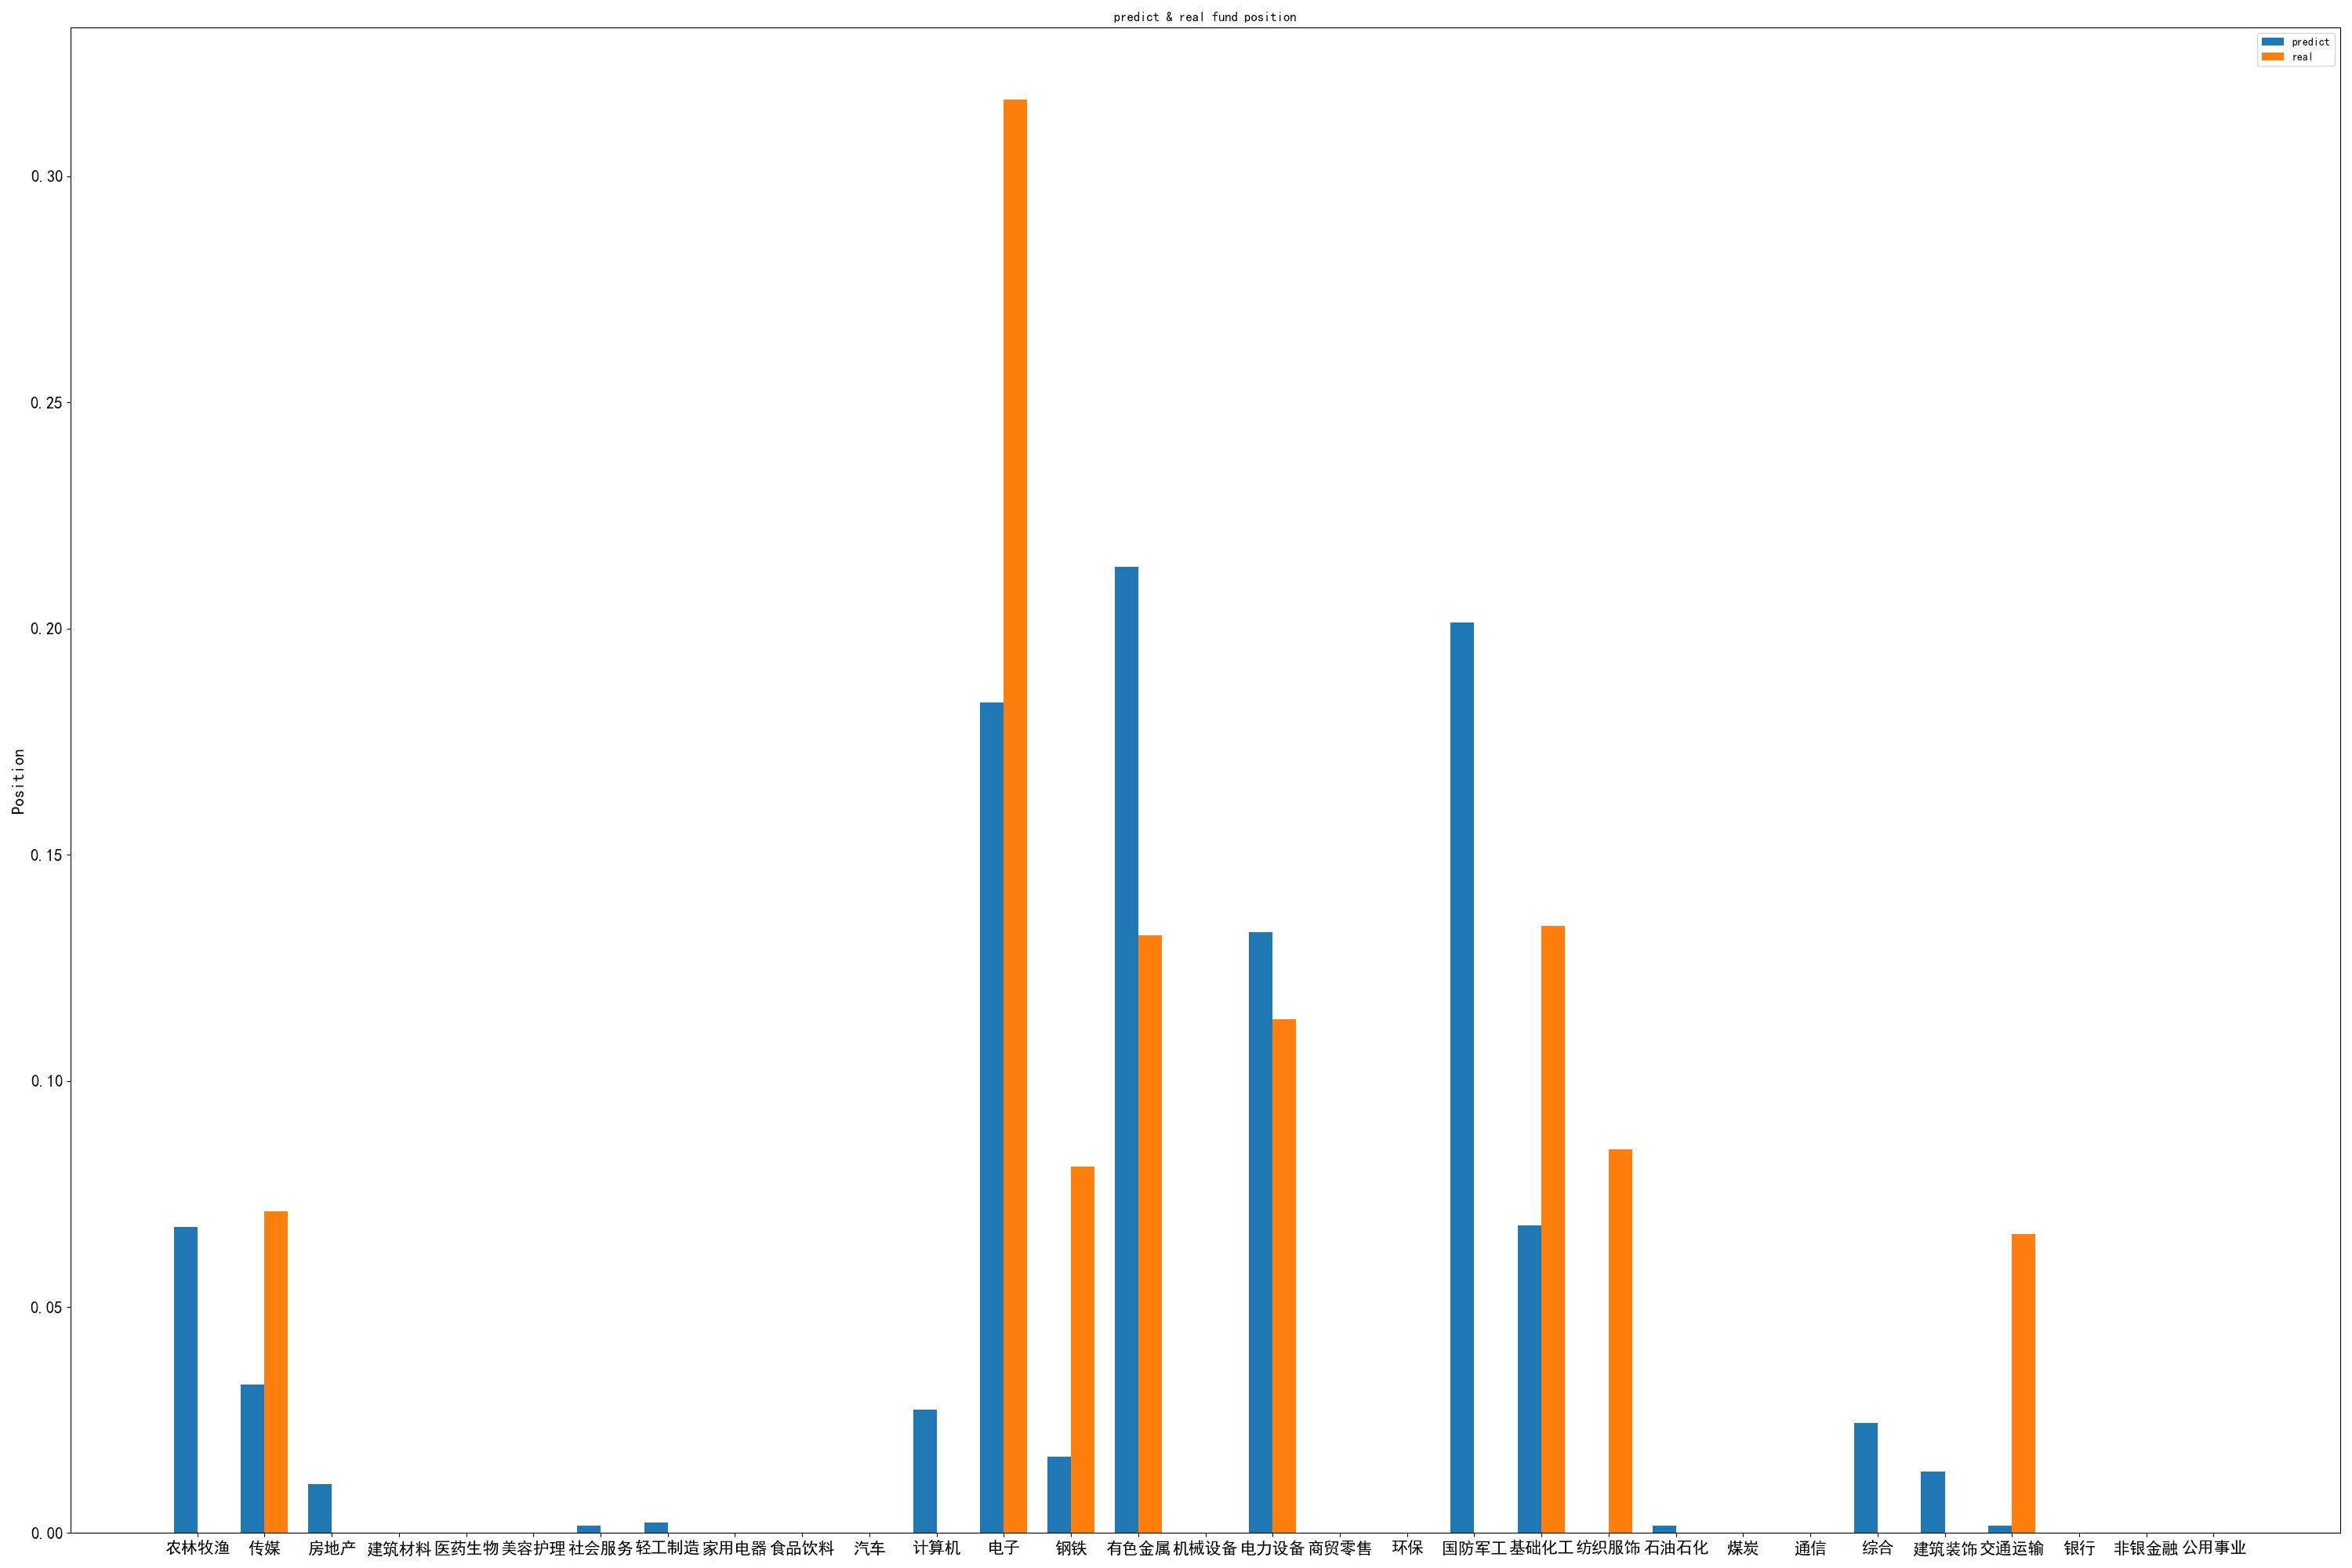 predict & real fund position
predict
real
0.30
0.25
0.20
0.15
0.10
0.05
0.00
Position
农林牧渔 传媒 房地产 建筑材料 医药生物 美容护理 社会服务 轻工制造 家用电器 食品饮料 汽车 计算机 电子 钢铁 有色金属 机械设备 电力设备 商贸零售 环保 国防军工 基础化工 纺织服饰 石油石化 煤炭 通信 综合 建筑装饰 交通运输 银行 非银金融 公用事业